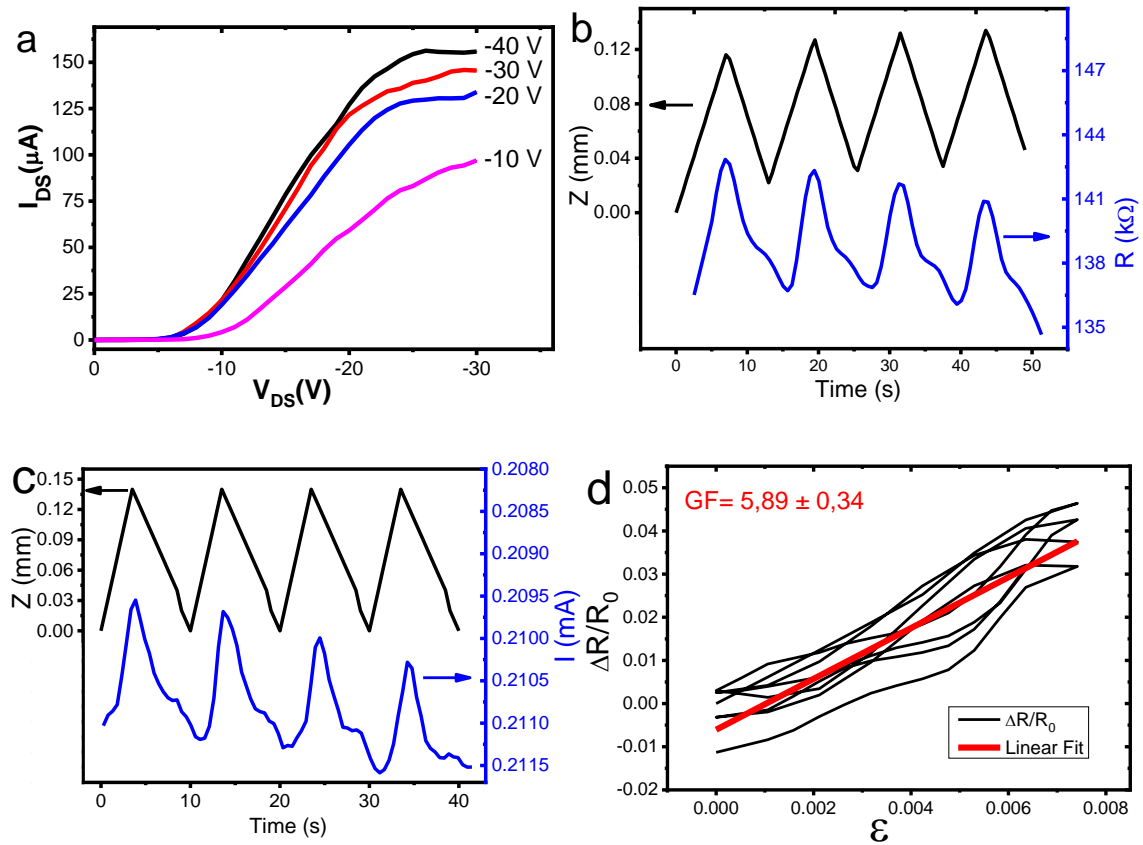 a
I_DS(μA)
150
125
100
75
50
25
0
-40 V
-30 V
-20 V
-10 V
0
-10
-20
-30
V_DS(V)
b
Z (mm)
0.12
0.08
0.04
0.00
147
144
141
138
135
R (kΩ)
0
10
20
30
40
50
Time (s)
c
Z (mm)
0.15
0.12
0.09
0.06
0.03
0.00
0.2080
0.2085
0.2090
0.2095
0.2100
0.2105
0.2110
0.2115
I (mA)
0
10
20
30
40
Time (s)
d
GF= 5,89 ± 0,34
ΔR/R_0
0.05
0.04
0.03
0.02
0.01
0.00
-0.01
-0.02
ΔR/R_0
Linear Fit
0.000
0.002
0.004
0.006
0.008
ε